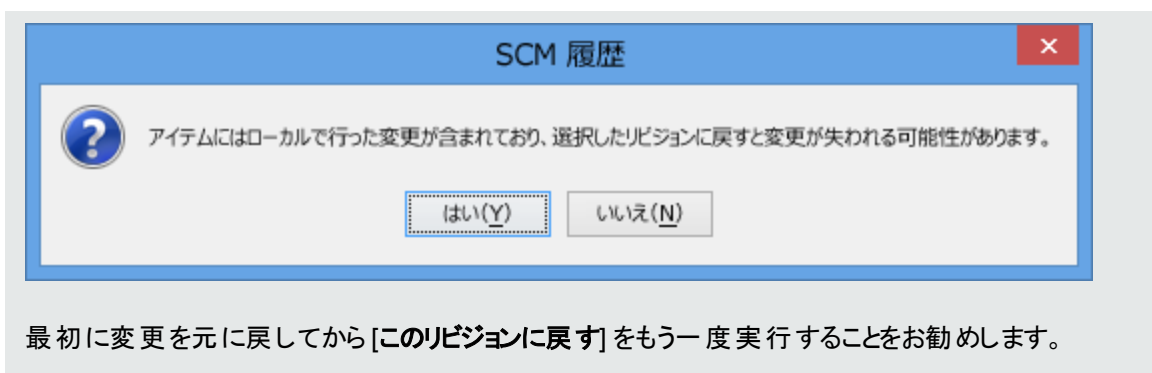 SCM 履歴
アイテムにはローカルで行った変更が含まれており、選択したリビジョンに戻すと変更が失われる可能性があります。
はい(Y) いいえ(N)
最初に変更を元に戻してから [このリビジョンに戻す] をもう一度実行することをお勧めします。